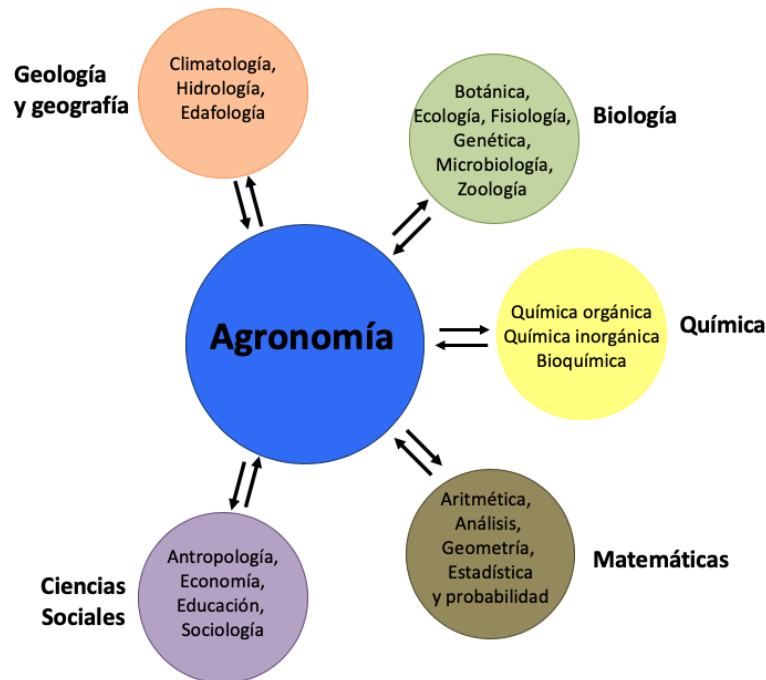 Geología
y geografía
Climatología,
Hidrología,
Edafología
Botánica,
Ecología, Fisiología,
Genética,
Microbiología,
Zoología
Biología
Agronomía
Química orgánica
Química inorgánica
Bioquímica
Química
Aritmética,
Análisis,
Geometría,
Estadística
y probabilidad
Matemáticas
Ciencias
Sociales
Antropología,
Economía,
Educación,
Sociología